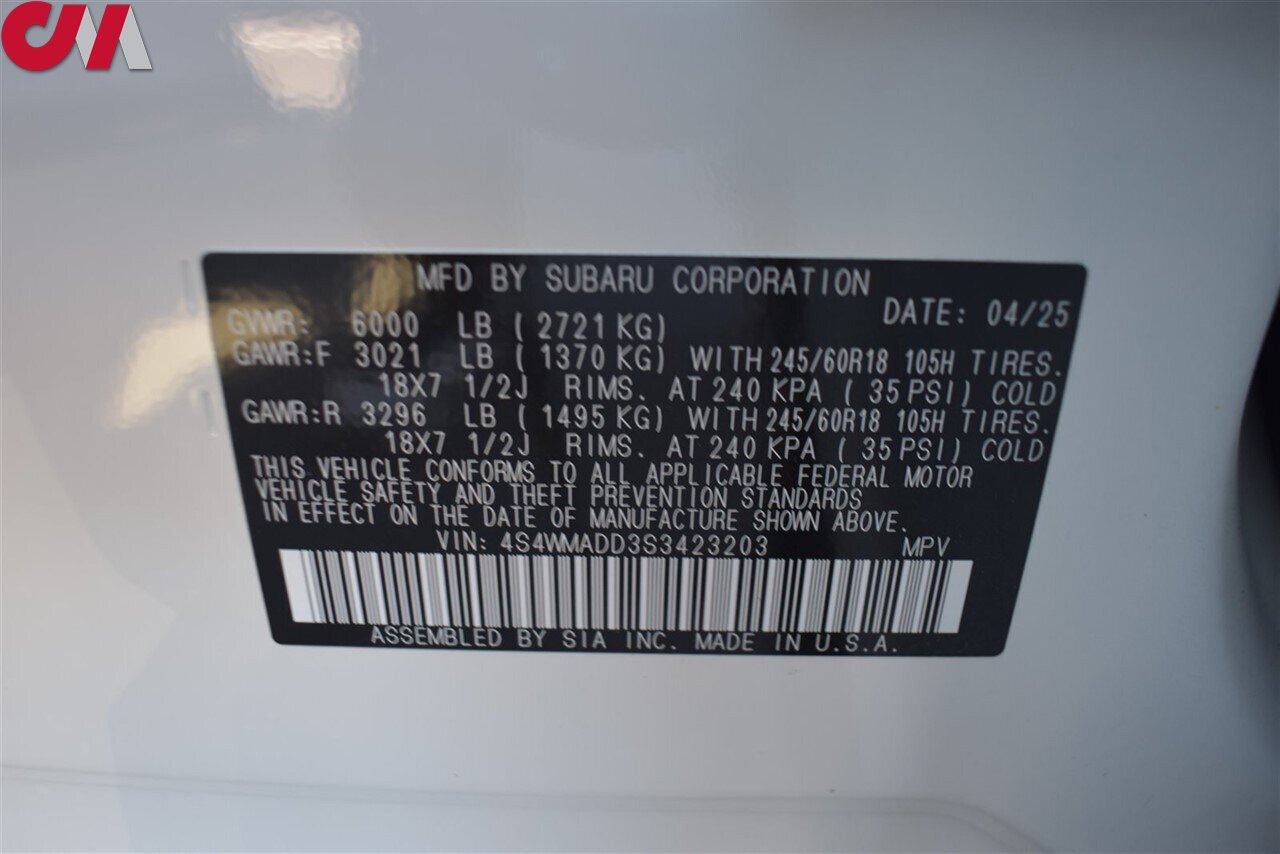 CM
MFD BY SUBARU CORPORATION
DATE: 04/25
GVWR: 6000 LB ( 2721 KG)
GAWR:F 3021 LB ( 1370 KG) WITH 245/60R18 105H TIRES.
18X7 1/2J RIMS. AT 240 KPA ( 35 PSI) COLD
GAWR:R 3296 LB ( 1495 KG) WITH 245/60R18 105H TIRES.
18X7 1/2J RIMS. AT 240 KPA ( 35 PSI) COLD
THIS VEHICLE CONFORMS TO ALL APPLICABLE FEDERAL MOTOR
VEHICLE SAFETY AND THEFT PREVENTION STANDARDS
IN EFFECT ON THE DATE OF MANUFACTURE SHOWN ABOVE.
VIN: 4S4WMADD3S3423203 MPV
ASSEMBLED BY SIA INC. MADE IN U.S.A.